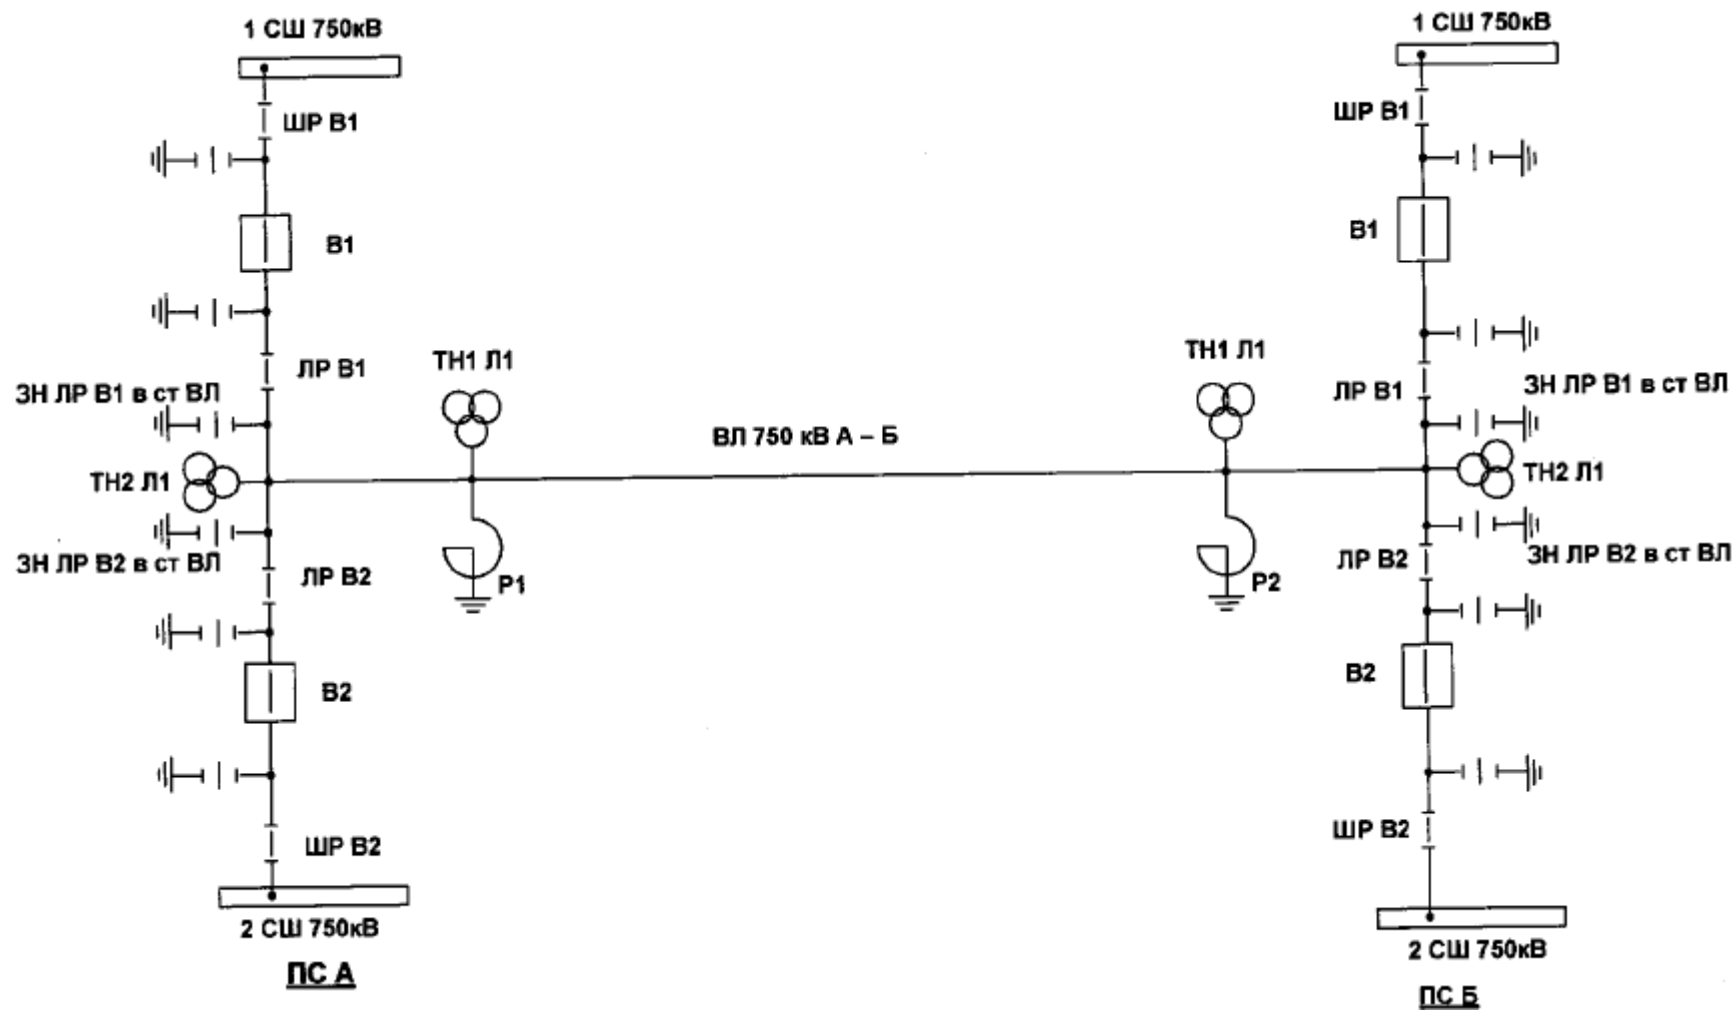 1 СШ 750кВ
1 СШ 750кВ
ШР В1
ШР В1
В1
В1
ЛР В1
ТН1 Л1
ТН1 Л1
ЛР В1
ЗН ЛР В1 в ст ВЛ
ЗН ЛР В1 в ст ВЛ
ВЛ 750 кВ А – Б
ТН2 Л1
ТН2 Л1
ЗН ЛР В2 в ст ВЛ
ЛР В2
Р1
Р2
ЛР В2
ЗН ЛР В2 в ст ВЛ
В2
В2
ШР В2
ШР В2
2 СШ 750кВ
2 СШ 750кВ
ПС А
ПС Б